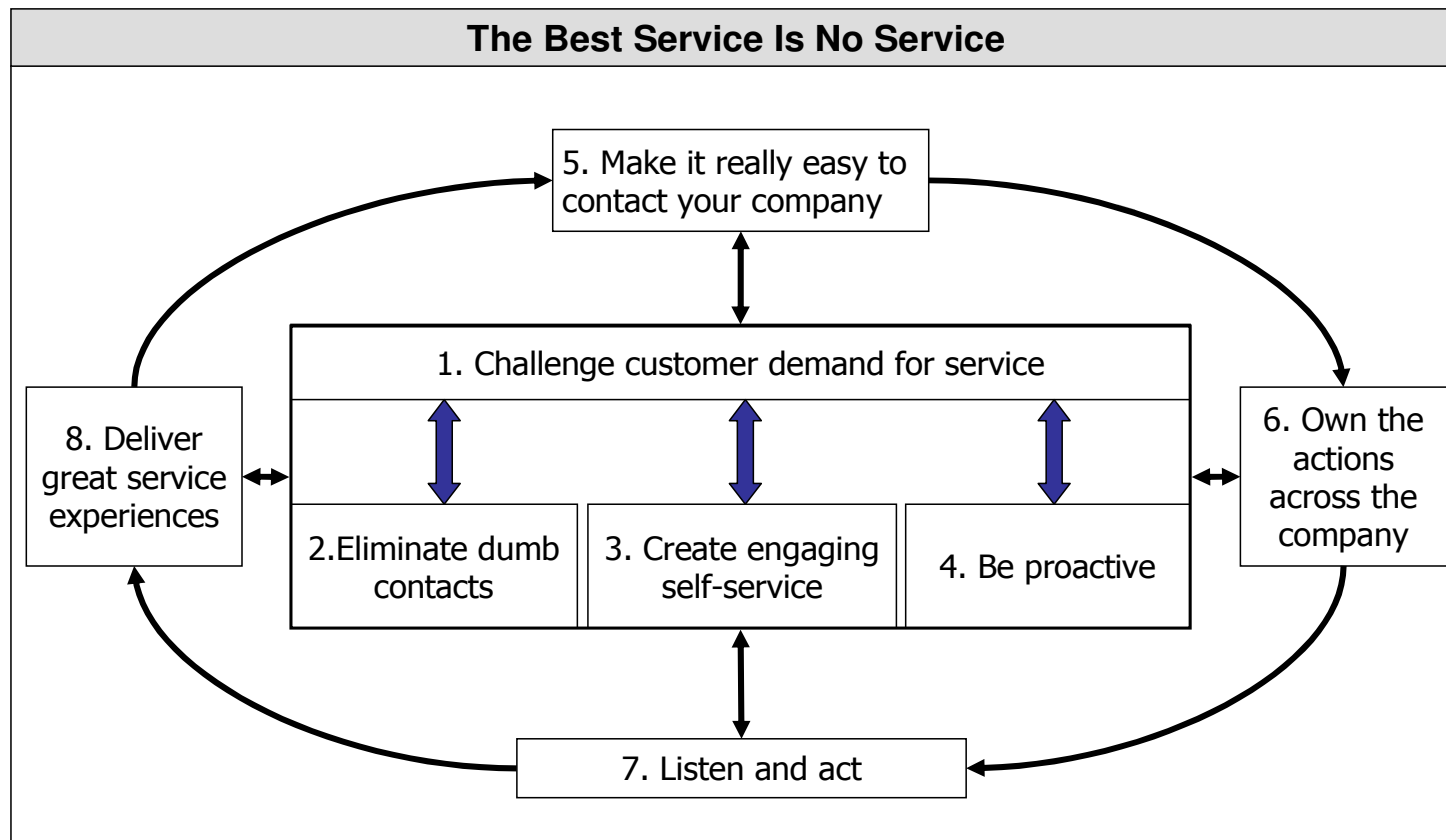 The Best Service Is No Service
5. Make it really easy to
contact your company
1. Challenge customer demand for service
8. Deliver
great service
experiences
6. Own the
actions
across the
company
2.Eliminate dumb
contacts
3. Create engaging
self-service
4. Be proactive
7. Listen and act